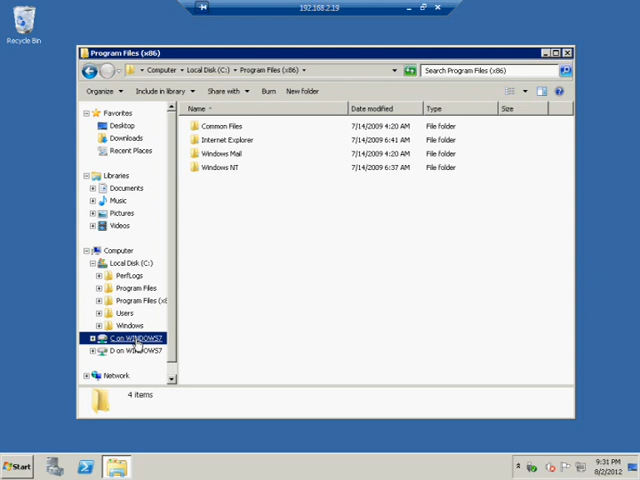 192.168.2.19
Recycle Bin
Program Files (x86)
Computer Local Disk (C:) Program Files (x86)
Search Program Files (x86)
Organize Include in library Share with Burn New folder
Name Date modified Type Size
Favorites
Desktop
Downloads
Recent Places
Libraries
Documents
Music
Pictures
Videos
Computer
Local Disk (C:)
PerfLogs
Program Files
Program Files (x8
Users
Windows
C on WINDOWS7
D on WINDOWS7
Network
Common Files 7/14/2009 4:20 AM File folder
Internet Explorer 7/14/2009 6:41 AM File folder
Windows Mail 7/14/2009 4:20 AM File folder
Windows NT 7/14/2009 6:37 AM File folder
4 items
Start
9:31 PM
8/2/2012